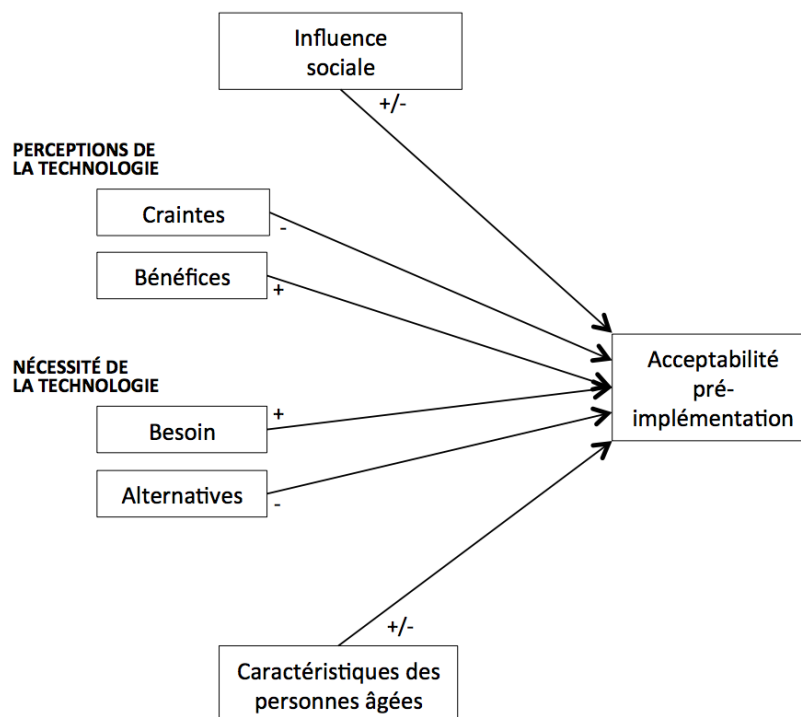 Influence
sociale
+/-
PERCEPTIONS DE
LA TECHNOLOGIE
Craintes
-
Bénéfices
+
NÉCESSITÉ DE
LA TECHNOLOGIE
+
Besoin
Alternatives
-
Acceptabilité
pré-
implémentation
+/-
Caractéristiques des
personnes âgées